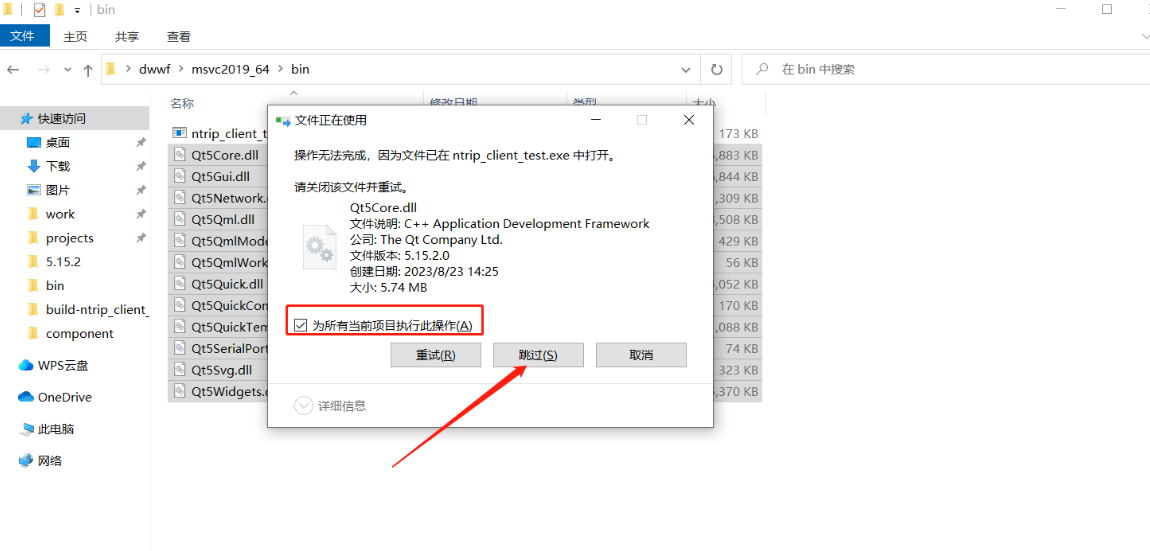 bin
文件 主页 共享 查看
dwwf msvc2019_64 bin 在 bin 中搜索
名称 修改日期 类型 大小
快速访问
桌面
下载
图片
work
projects
5.15.2
bin
build-ntrip_client_
component
WPS云盘
OneDrive
此电脑
网络
ntrip_client_t 173 KB
Qt5Core.dll ,883 KB
Qt5Gui.dll ,844 KB
Qt5Network. ,309 KB
Qt5Qml.dll ,508 KB
Qt5QmlMode 429 KB
Qt5QmlWork 56 KB
Qt5Quick.dll ,052 KB
Qt5QuickCon 170 KB
Qt5QuickTem ,088 KB
Qt5SerialPort 74 KB
Qt5Svg.dll 323 KB
Qt5Widgets. ,370 KB
文件正在使用
操作无法完成，因为文件已在 ntrip_client_test.exe 中打开。
请关闭该文件并重试。
Qt5Core.dll
文件说明: C++ Application Development Framework
公司: The Qt Company Ltd.
文件版本: 5.15.2.0
创建日期: 2023/8/23 14:25
大小: 5.74 MB
为所有当前项目执行此操作(A)
重试(R) 跳过(S) 取消
详细信息